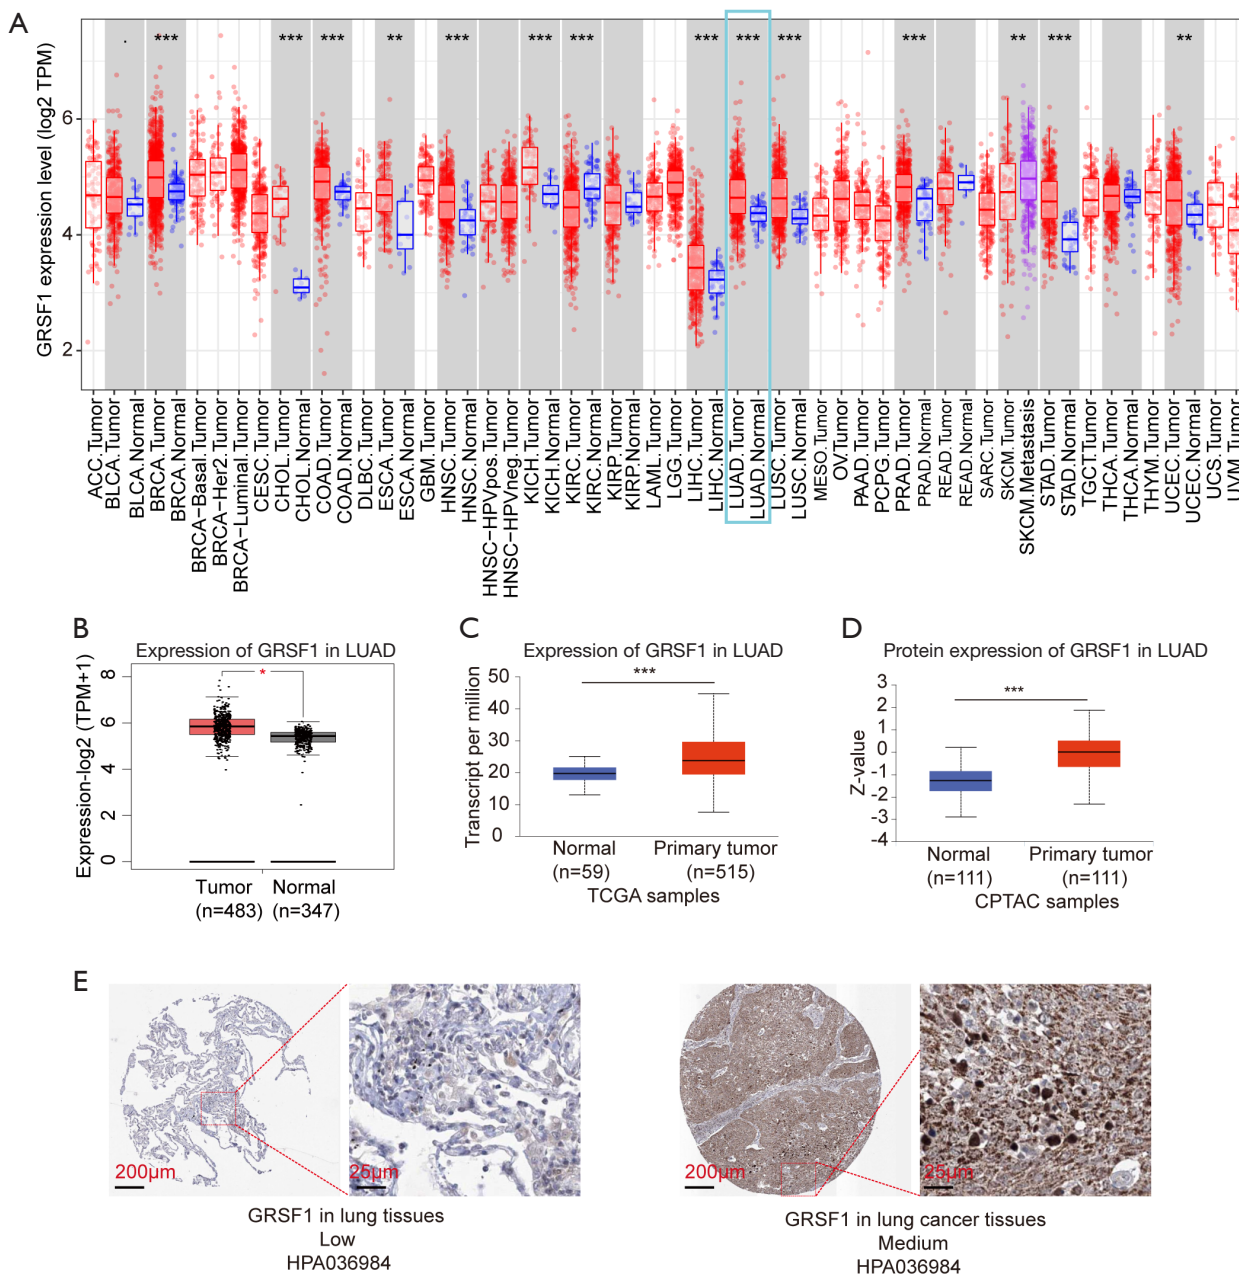 A
GRSF1 expression level (log2 TPM)
6
4
2
. *** *** *** ** *** *** *** *** *** *** *** ** *** **
ACC.Tumor
BLCA.Tumor
BLCA.Normal
BRCA.Tumor
BRCA.Normal
BRCA−Basal.Tumor
BRCA−Her2.Tumor
BRCA−Luminal.Tumor
CESC.Tumor
CHOL.Tumor
CHOL.Normal
COAD.Tumor
COAD.Normal
DLBC.Tumor
ESCA.Tumor
ESCA.Normal
GBM.Tumor
HNSC.Tumor
HNSC.Normal
HNSC−HPVpos.Tumor
HNSC−HPVneg.Tumor
KICH.Tumor
KICH.Normal
KIRC.Tumor
KIRC.Normal
KIRP.Tumor
KIRP.Normal
LAML.Tumor
LGG.Tumor
LIHC.Tumor
LIHC.Normal
LUAD.Tumor
LUAD.Normal
LUSC.Tumor
LUSC.Normal
MESO.Tumor
OV.Tumor
PAAD.Tumor
PCPG.Tumor
PRAD.Tumor
PRAD.Normal
READ.Tumor
READ.Normal
SARC.Tumor
SKCM.Tumor
SKCM.Metastasis
STAD.Tumor
STAD.Normal
TGCT.Tumor
THCA.Tumor
THCA.Normal
THYM.Tumor
UCEC.Tumor
UCEC.Normal
UCS.Tumor
UVM.Tumor
B
Expression of GRSF1 in LUAD
Expression-log2 (TPM+1)
8
6
4
2
0
*
Tumor Normal
(n=483) (n=347)
C
Expression of GRSF1 in LUAD
Transcript per million
50
40
30
20
10
0
***
Normal Primary tumor
(n=59) (n=515)
TCGA samples
D
Protein expression of GRSF1 in LUAD
Z-value
3
2
1
0
-1
-2
-3
-4
***
Normal Primary tumor
(n=111) (n=111)
CPTAC samples
E
200μm
25μm
GRSF1 in lung tissues
Low
HPA036984
200μm
25μm
GRSF1 in lung cancer tissues
Medium
HPA036984